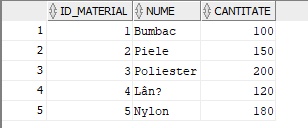 ID_MATERIAL NUME CANTITATE
1 1 Bumbac 100
2 2 Piele 150
3 3 Poliester 200
4 4 Lân? 120
5 5 Nylon 180